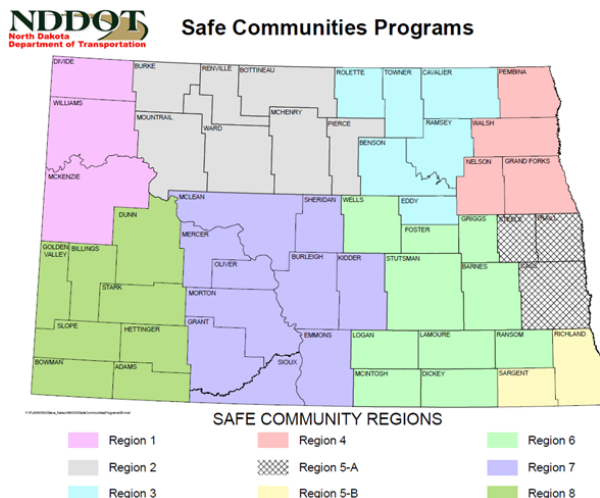 NDDOT
North Dakota
Department of Transportation
Safe Communities Programs
DIVIDE
BURKE
RENVILLE
BOTTINEAU
ROLETTE
TOWNER
CAVALIER
PEMBINA
WILLIAMS
MOUNTRAIL
WARD
MCHENRY
PIERCE
RAMSEY
WALSH
BENSON
NELSON
GRAND FORKS
MCKENZIE
MCLEAN
SHERIDAN
WELLS
EDDY
FOSTER
GRIGGS
STEELE
TRAILL
DUNN
MERCER
OLIVER
BURLEIGH
KIDDER
STUTSMAN
BARNES
CASS
GOLDEN
VALLEY
BILLINGS
STARK
MORTON
SLOPE
HETTINGER
GRANT
EMMONS
LOGAN
LAMOURE
RANSOM
RICHLAND
BOWMAN
ADAMS
SIOUX
MCINTOSH
DICKEY
SARGENT
SAFE COMMUNITY REGIONS
Region 1
Region 4
Region 6
Region 2
Region 5-A
Region 7
Region 3
Region 5-B
Region 8